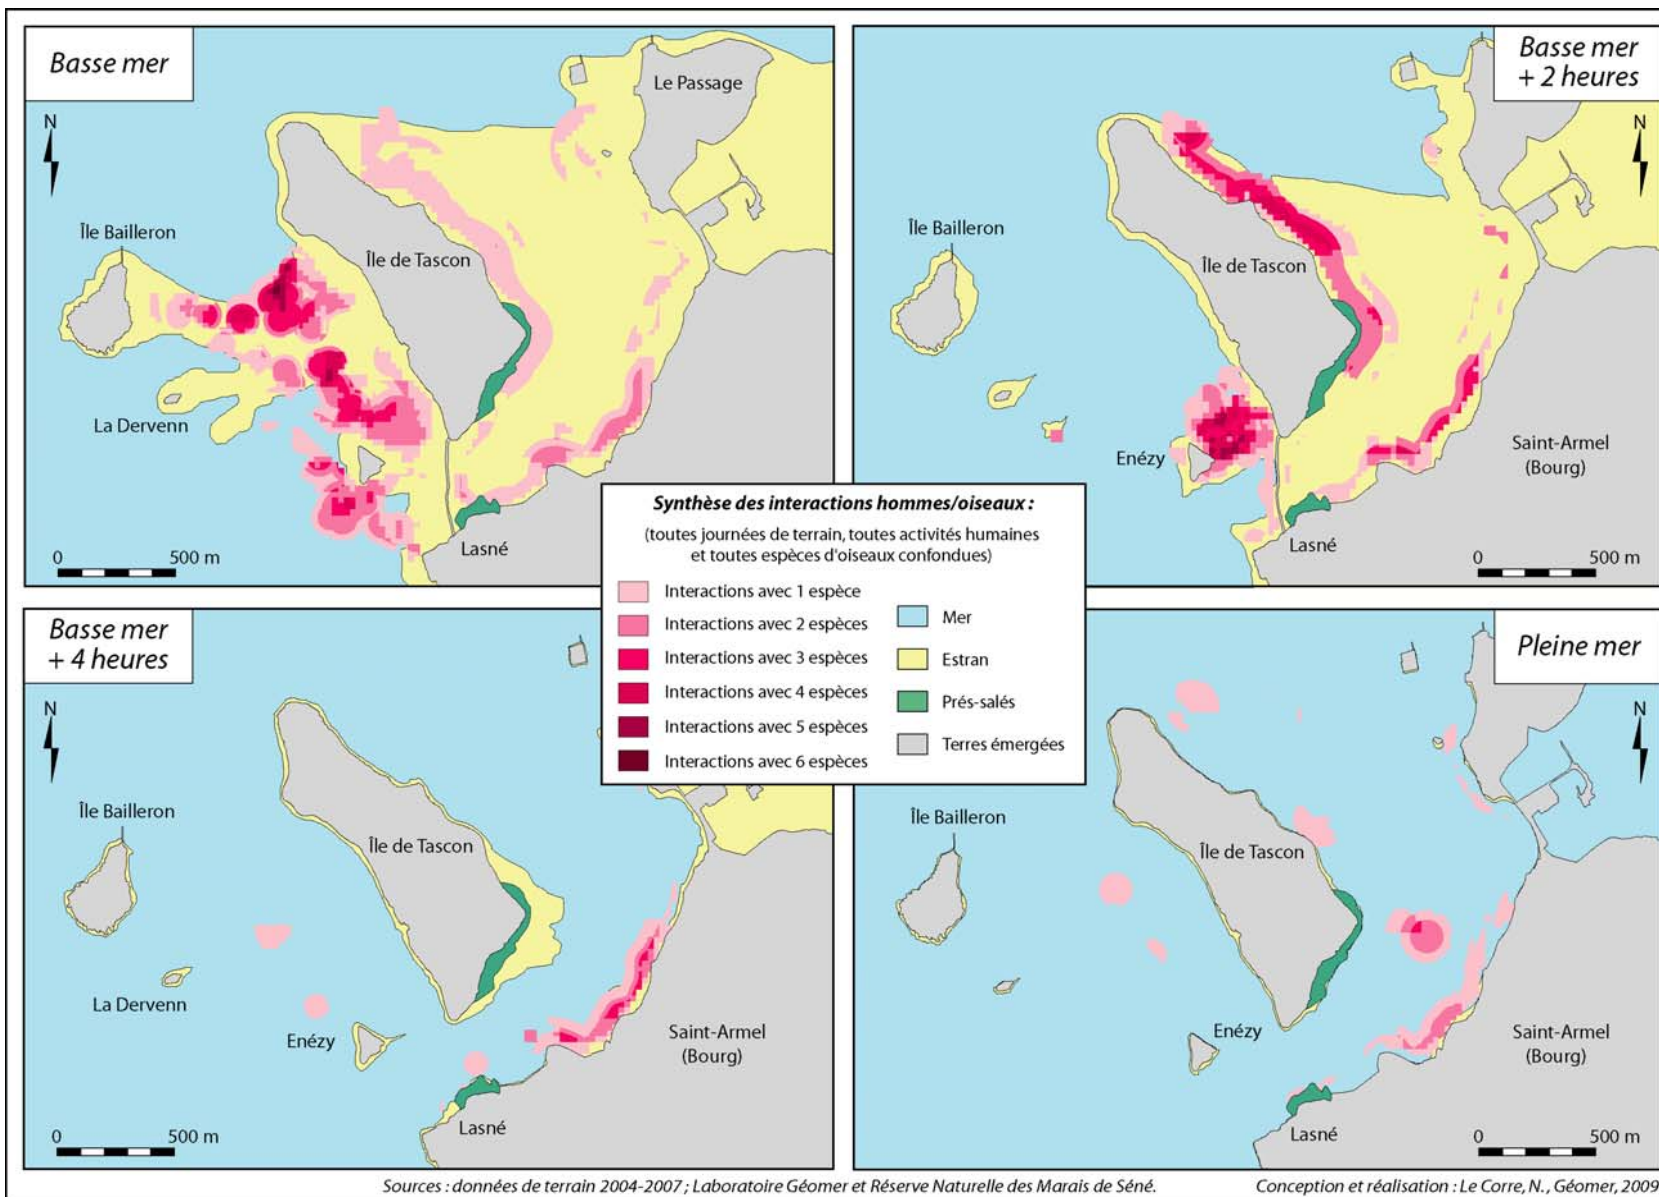 Basse mer
N
Le Passage
Île Bailleron
Île de Tascon
La Dervenn
Lasné
0 500 m
Basse mer
+ 2 heures
N
Île Bailleron
Île de Tascon
Enézy
Saint-Armel
(Bourg)
Lasné
0 500 m
Synthèse des interactions hommes/oiseaux :
(toutes journées de terrain, toutes activités humaines
et toutes espèces d'oiseaux confondues)
Interactions avec 1 espèce
Interactions avec 2 espèces
Interactions avec 3 espèces
Interactions avec 4 espèces
Interactions avec 5 espèces
Interactions avec 6 espèces
Mer
Estran
Prés-salés
Terres émergées
Basse mer
+ 4 heures
N
Île Bailleron
Île de Tascon
La Dervenn
Enézy
Saint-Armel
(Bourg)
Lasné
0 500 m
Pleine mer
N
Île Bailleron
Île de Tascon
Enézy
Saint-Armel
(Bourg)
Lasné
0 500 m
Sources : données de terrain 2004-2007 ; Laboratoire Géomer et Réserve Naturelle des Marais de Séné.
Conception et réalisation : Le Corre, N., Géomer, 2009